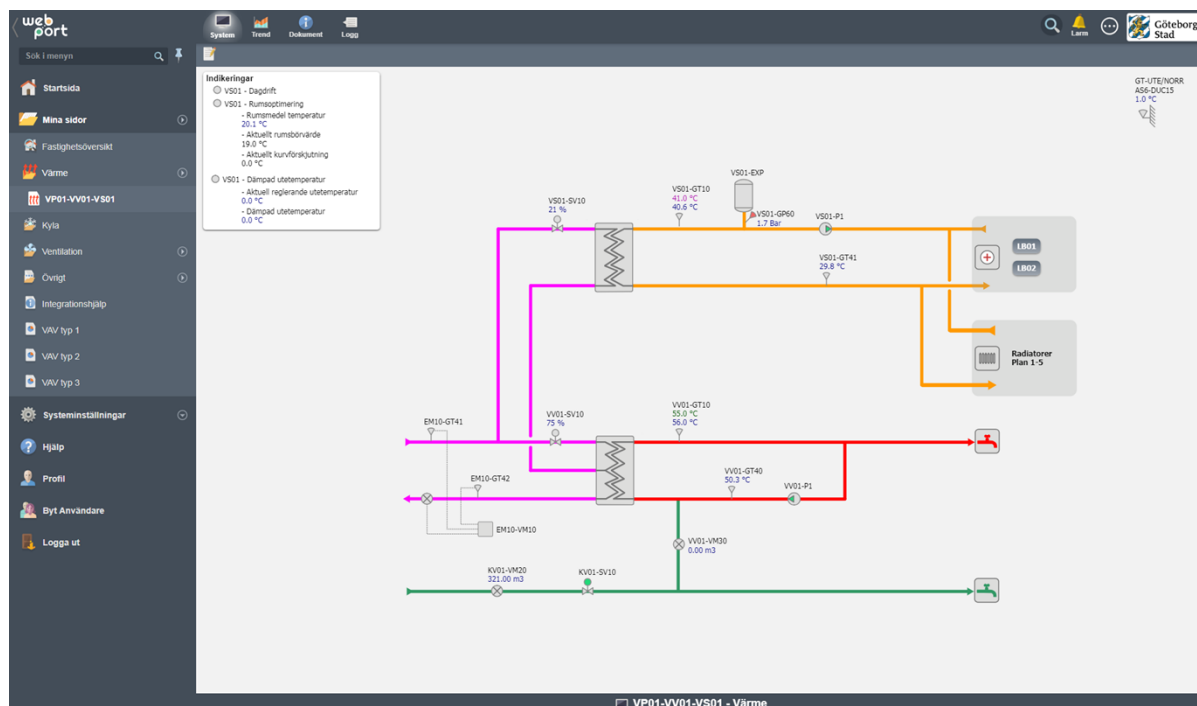 web port
System
Trend
Dokument
Logg
Larm
Göteborg
Stad
Sök i menyn
Startsida
Mina sidor
Fastighetsöversikt
Värme
VP01-VV01-VS01
Kyla
Ventilation
Övrigt
Integrationshjälp
VAV typ 1
VAV typ 2
VAV typ 3
Systeminställningar
Hjälp
Profil
Byt Användare
Logga ut
Indikeringar
VS01 - Dagdrift
VS01 - Rumsoptimering
- Rumsmedel temperatur
20.1 °C
- Aktuellt rumsbörvärde
19.0 °C
- Aktuellt kurvförskjutning
0.0 °C
VS01 - Dämpad utetemperatur
- Aktuell reglerande utetemperatur
0.0 °C
- Dämpad utetemperatur
0.0 °C
GT-UTE/NORR
AS6-DUC15
1.0 °C
VS01-EXP
VS01-SV10
21 %
VS01-GT10
41.0 °C
40.6 °C
VS01-GP60
1.7 Bar
VS01-P1
VS01-GT41
29.8 °C
LB01
LB02
Radiatorer
Plan 1-5
EM10-GT41
VV01-SV10
75 %
VV01-GT10
55.0 °C
56.0 °C
EM10-GT42
VV01-GT40
50.3 °C
VV01-P1
EM10-VM10
VV01-VM30
0.00 m3
KV01-VM20
321.00 m3
KV01-SV10
VP01-VV01-VS01 - Värme